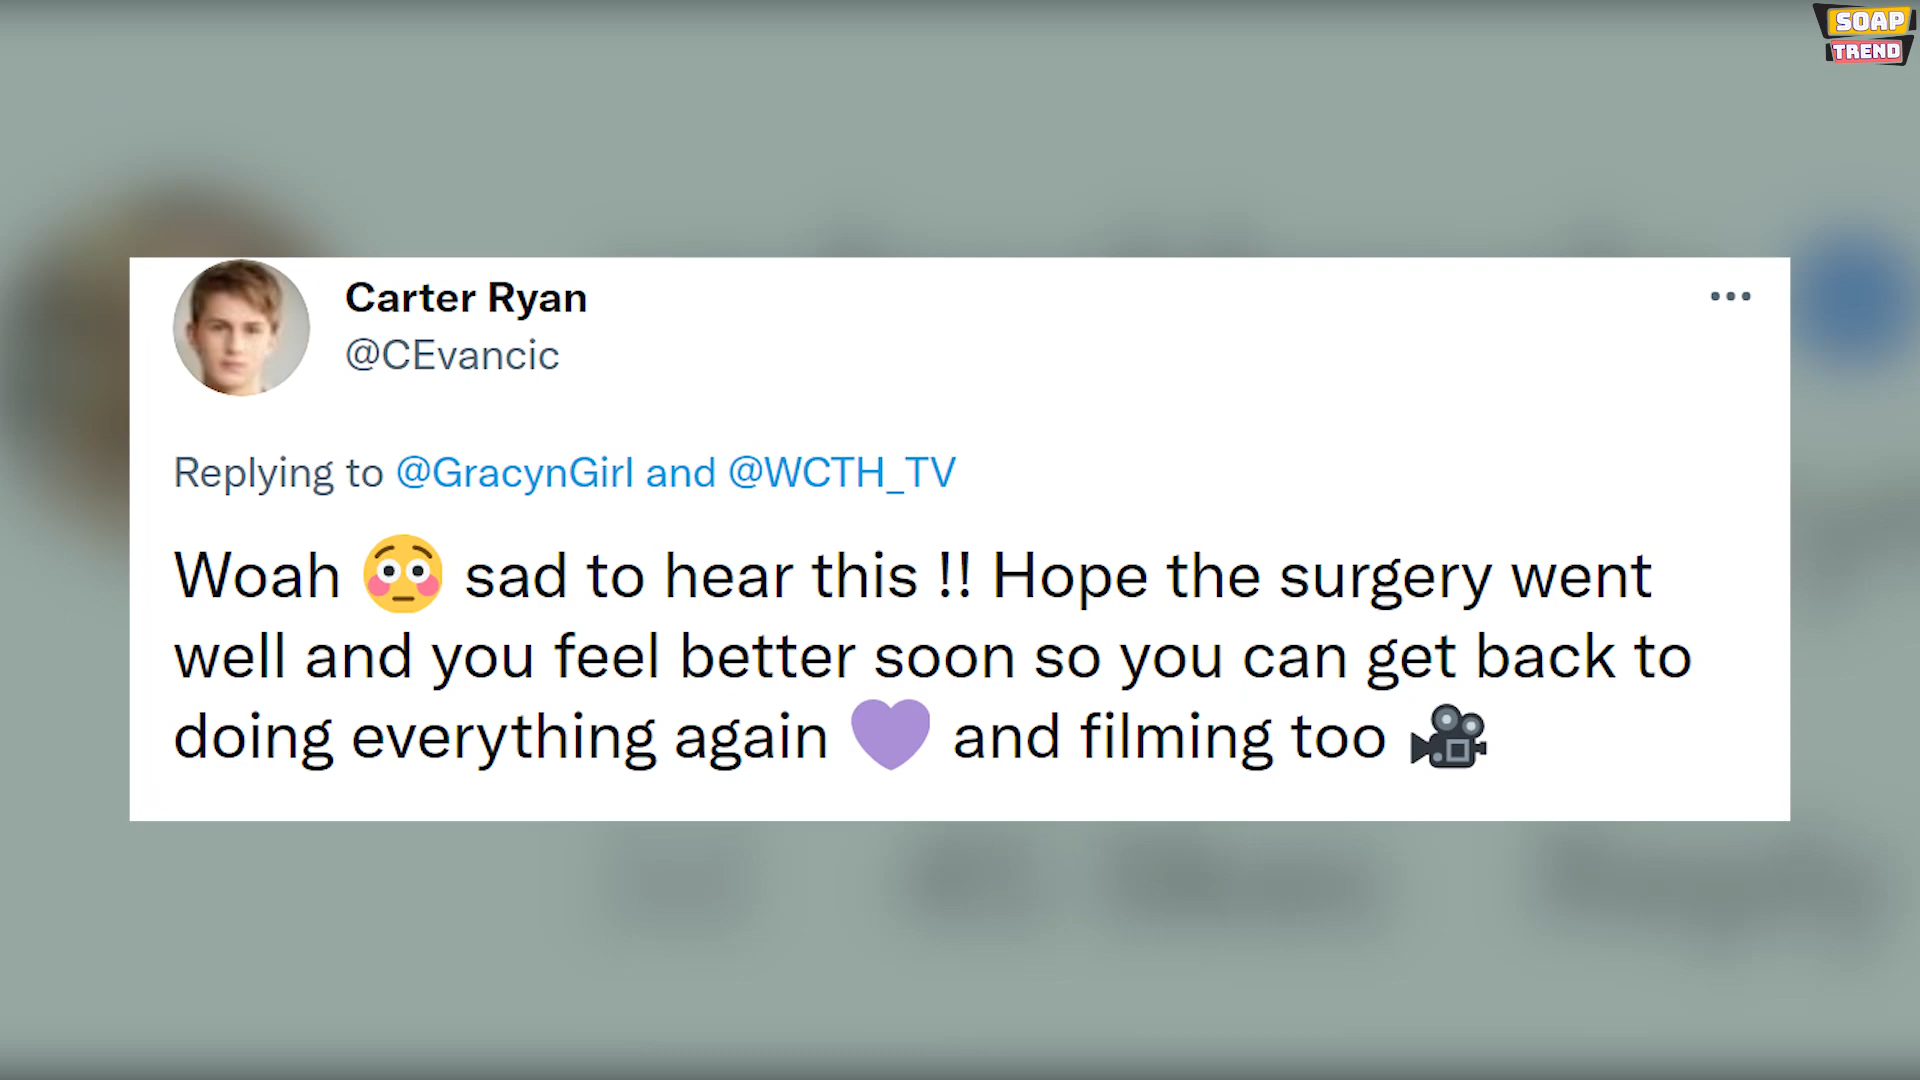 SOAP
TREND
Carter Ryan
@CEvancic
Replying to @GracynGirl and @WCTH_TV
Woah 😳 sad to hear this !! Hope the surgery went
well and you feel better soon so you can get back to
doing everything again 💜 and filming too 🎥